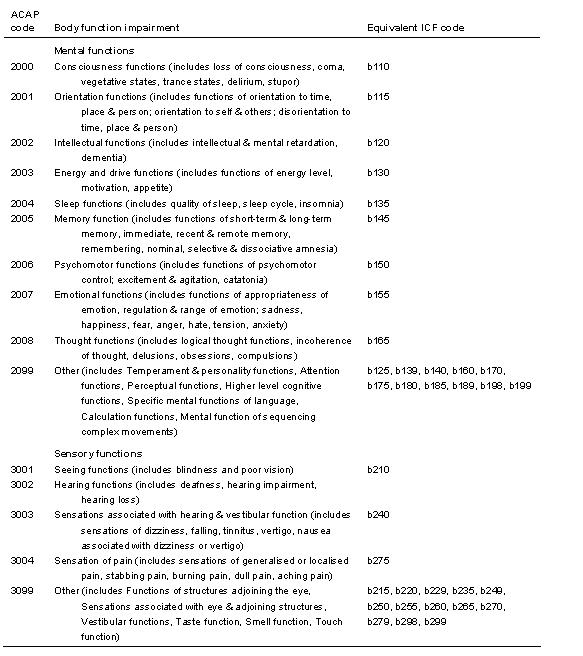 ACAP
code Body function impairment Equivalent ICF code
Mental functions
2000 Consciousness functions (includes loss of consciousness, coma, b110
vegetative states, trance states, delirium, stupor)
2001 Orientation functions (includes functions of orientation to time, b115
place & person; orientation to self & others; disorientation to
time, place & person)
2002 Intellectual functions (includes intellectual & mental retardation, b120
dementia)
2003 Energy and drive functions (includes functions of energy level, b130
motivation, appetite)
2004 Sleep functions (includes quality of sleep, sleep cycle, insomnia) b135
2005 Memory function (includes functions of short-term & long-term b145
memory, immediate, recent & remote memory,
remembering, nominal, selective & dissociative amnesia)
2006 Psychomotor functions (includes functions of psychomotor b150
control; excitement & agitation, catatonia)
2007 Emotional functions (includes functions of appropriateness of b155
emotion, regulation & range of emotion; sadness,
happiness, fear, anger, hate, tension, anxiety)
2008 Thought functions (includes logical thought functions, incoherence b165
of thought, delusions, obsessions, compulsions)
2099 Other (includes Temperament & personality functions, Attention b125, b139, b140, b160, b170,
functions, Perceptual functions, Higher level cognitive b175, b180, b185, b189, b198, b199
functions, Specific mental functions of language,
Calculation functions, Mental function of sequencing
complex movements)
Sensory functions
3001 Seeing functions (includes blindness and poor vision) b210
3002 Hearing functions (includes deafness, hearing impairment,
hearing loss)
3003 Sensations associated with hearing & vestibular function (includes b240
sensations of dizziness, falling, tinnitus, vertigo, nausea
associated with dizziness or vertigo)
3004 Sensation of pain (includes sensations of generalised or localised b275
pain, stabbing pain, burning pain, dull pain, aching pain)
3099 Other (includes Functions of structures adjoining the eye, b215, b220, b229, b235, b249,
Sensations associated with eye & adjoining structures, b250, b255, b260, b265, b270,
Vestibular functions, Taste function, Smell function, Touch b279, b298, b299
function)